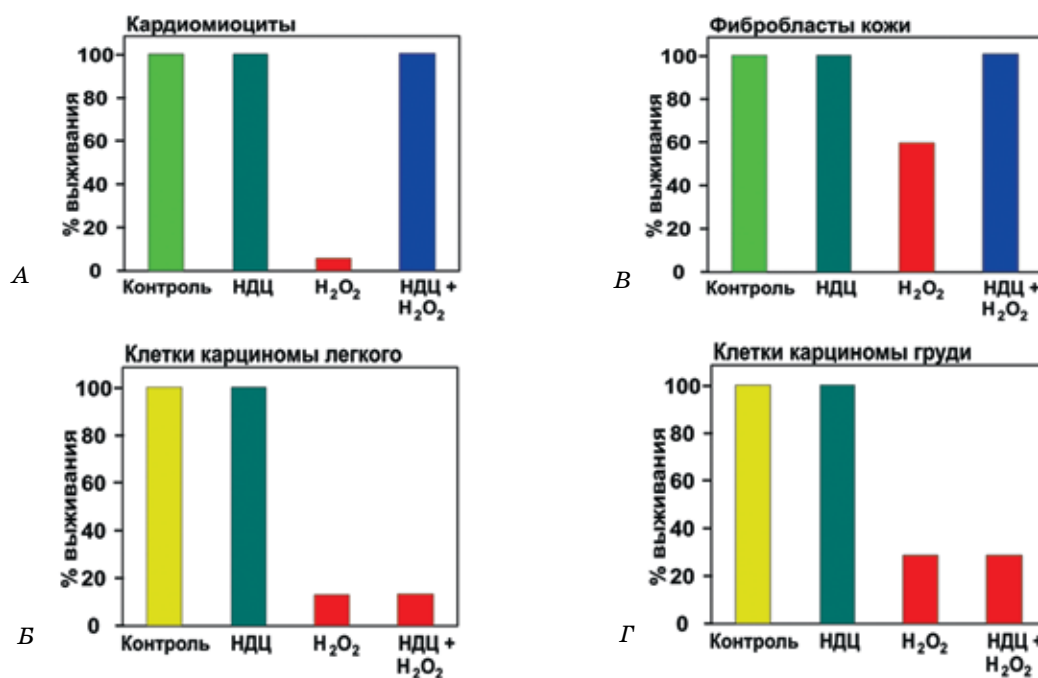 Кардиомиоциты
% выживания
100
80
60
40
20
0
Контроль НДЦ H₂O₂ НДЦ +
H₂O₂
А
Фибробласты кожи
% выживания
100
80
60
40
20
0
Контроль НДЦ H₂O₂ НДЦ +
H₂O₂
В
Клетки карциномы легкого
% выживания
100
80
60
40
20
0
Контроль НДЦ H₂O₂ НДЦ +
H₂O₂
Б
Клетки карциномы груди
% выживания
100
80
60
40
20
0
Контроль НДЦ H₂O₂ НДЦ +
H₂O₂
Г